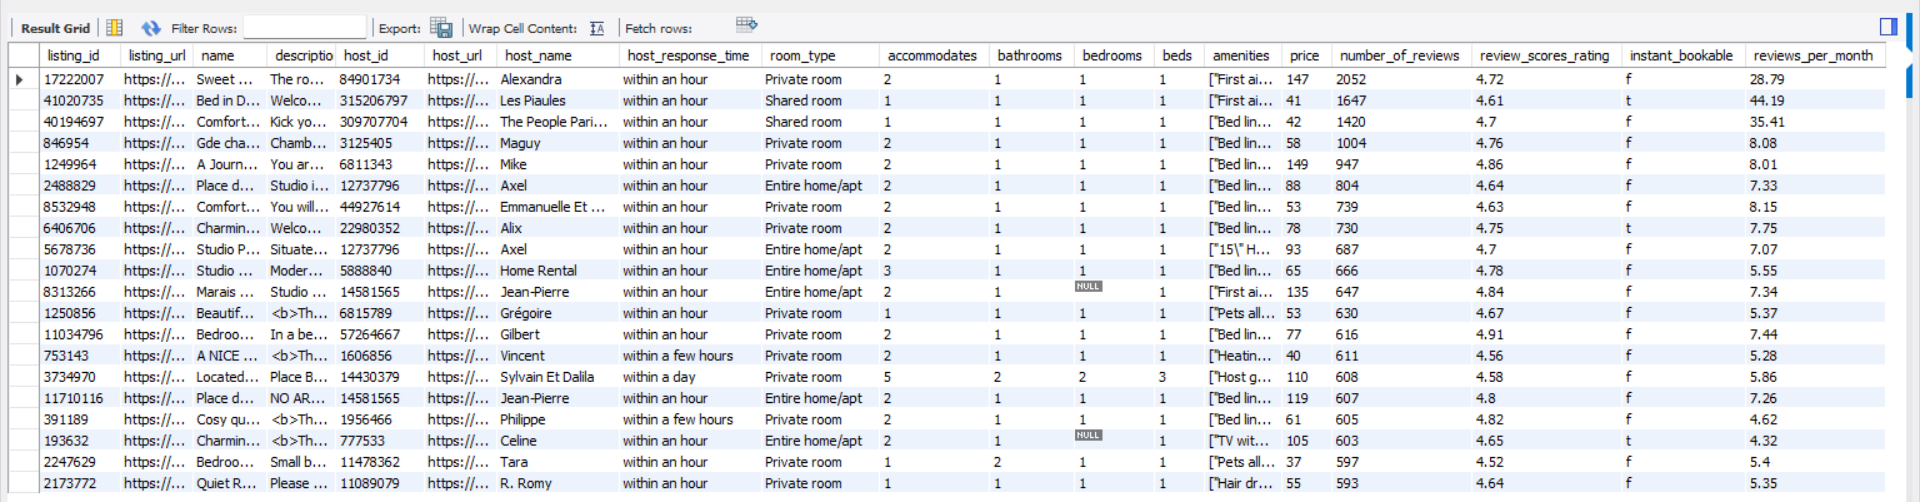 Result Grid Filter Rows: Export: Wrap Cell Content: Fetch rows:
listing_id listing_url name descriptio host_id host_url host_name host_response_time room_type accommodates bathrooms bedrooms beds amenities price number_of_reviews review_scores_rating instant_bookable reviews_per_month
17222007 https://... Sweet ... The ro... 84901734 https://... Alexandra within an hour Private room 2 1 1 1 ["First ai... 147 2052 4.72 f 28.79
41020735 https://... Bed in D... Welco... 315206797 https://... Les Piaules within an hour Shared room 1 1 1 1 ["First ai... 41 1647 4.61 t 44.19
40194697 https://... Comfort... Kick yo... 309707704 https://... The People Pari... within an hour Shared room 1 1 1 1 ["Bed lin... 42 1420 4.7 f 35.41
846954 https://... Gde cha... Chamb... 3125405 https://... Maguy within an hour Private room 2 1 1 1 ["Bed lin... 58 1004 4.76 f 8.08
1249964 https://... A Journ... You ar... 6811343 https://... Mike within an hour Private room 2 1 1 1 ["Bed lin... 149 947 4.86 f 8.01
2488829 https://... Place d... Studio i... 12737796 https://... Axel within an hour Entire home/apt 2 1 1 1 ["Bed lin... 88 804 4.64 f 7.33
8532948 https://... Comfort... You will... 44927614 https://... Emmanuelle Et ... within an hour Private room 2 1 1 1 ["Bed lin... 53 739 4.63 f 8.15
6406706 https://... Charmin... Welco... 22980352 https://... Alix within an hour Private room 2 1 1 1 ["Bed lin... 78 730 4.75 t 7.75
5678736 https://... Studio P... Situate... 12737796 https://... Axel within an hour Entire home/apt 2 1 1 1 ["15\" H... 93 687 4.7 f 7.07
1070274 https://... Studio ... Moder... 5888840 https://... Home Rental within an hour Entire home/apt 3 1 1 1 ["Bed lin... 65 666 4.78 f 5.55
8313266 https://... Marais ... Studio ... 14581565 https://... Jean-Pierre within an hour Entire home/apt 2 1 NULL 1 ["First ai... 135 647 4.84 f 7.34
1250856 https://... Beautif... <b>Th... 6815789 https://... Grégoire within an hour Private room 1 1 1 1 ["Pets all... 53 630 4.67 f 5.37
11034796 https://... Bedroo... In a be... 57264667 https://... Gilbert within an hour Private room 2 1 1 1 ["Bed lin... 77 616 4.91 f 7.44
753143 https://... A NICE ... <b>Th... 1606856 https://... Vincent within a few hours Private room 2 1 1 1 ["Heatin... 40 611 4.56 f 5.28
3734970 https://... Located... Place B... 14430379 https://... Sylvain Et Dalila within a day Private room 5 2 2 3 ["Host g... 110 608 4.58 f 5.86
11710116 https://... Place d... NO AR... 14581565 https://... Jean-Pierre within an hour Entire home/apt 2 1 1 1 ["Bed lin... 119 607 4.8 f 7.26
391189 https://... Cosy qu... <b>Th... 1956466 https://... Philippe within a few hours Private room 2 1 1 1 ["Bed lin... 61 605 4.82 f 4.62
193632 https://... Charmin... <b>Th... 777533 https://... Celine within an hour Entire home/apt 2 1 NULL 1 ["TV wit... 105 603 4.65 t 4.32
2247629 https://... Bedroo... Small b... 11478362 https://... Tara within an hour Private room 1 2 1 1 ["Pets all... 37 597 4.52 f 5.4
2173772 https://... Quiet R... Please ... 11089079 https://... R. Romy within an hour Private room 1 1 1 1 ["Hair dr... 55 593 4.64 f 5.35